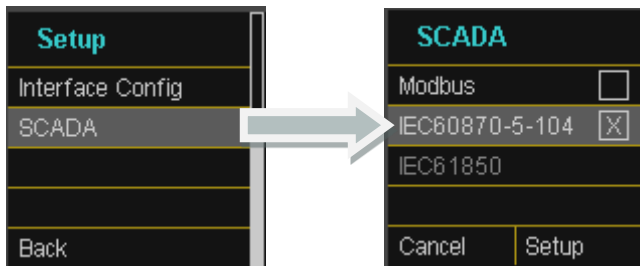 Setup
Interface Config
SCADA
Back
SCADA
Modbus
IEC60870-5-104 X
IEC61850
Cancel Setup